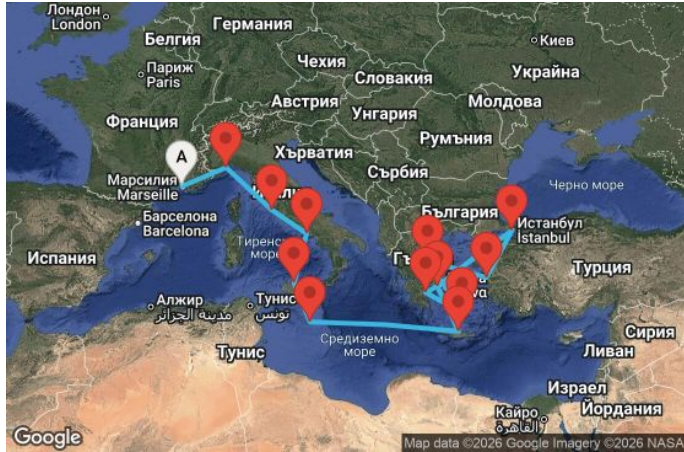 Лондон
London
Германия
Белгия
Киев
Чехия
Париж
Paris
Словакия
Украйна
Австрия
Молдова
Унгария
Франция
Румъния
Хърватия
A
Сърбия
Марсилия
Marseille
Черно море
България
Барселона
Barcelona
Истанбул
İstanbul
Испания
море
Турция
Алжир
مدينة الجزائر
Тунис
تونس
Средиземно
море
Сирия
Тунис
Ливан
Израел
Кайро
القاهرة
Йордания
Google
Map data ©2026 Google Imagery ©2026 NASA